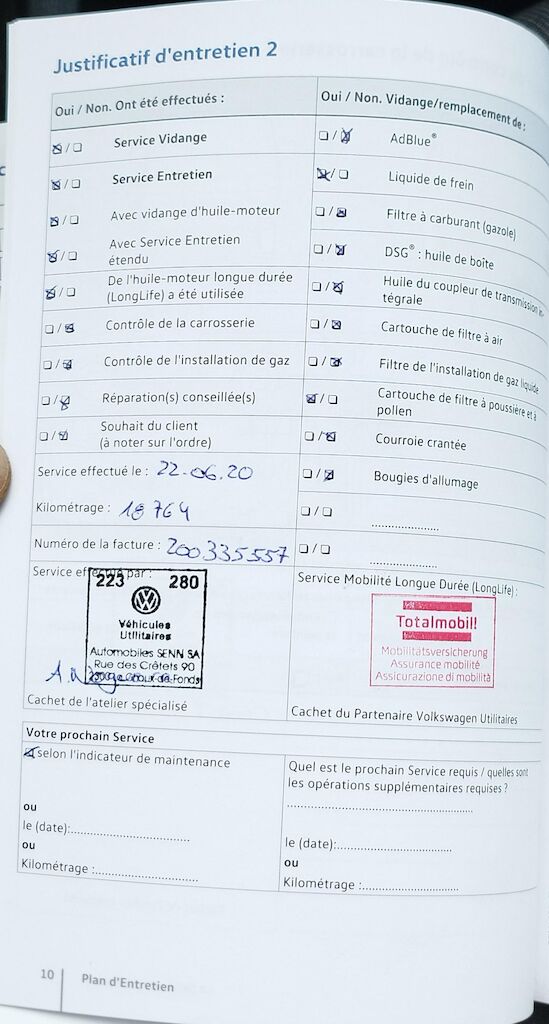 Justificatif d'entretien 2
Oui / Non. Ont été effectués :
☒ / ☐ Service Vidange
☒ / ☐ Service Entretien
☒ / ☐ Avec vidange d'huile-moteur
☒ / ☐ Avec Service Entretien
étendu
☒ / ☐ De l'huile-moteur longue durée
(LongLife) a été utilisée
☐ / ☒ Contrôle de la carrosserie
☐ / ☒ Contrôle de l'installation de gaz
☐ / ☒ Réparation(s) conseillée(s)
☐ / ☒ Souhait du client
(à noter sur l'ordre)
Oui / Non. Vidange/remplacement de :
☐ / ☒ AdBlue®
☒ / ☐ Liquide de frein
☐ / ☒ Filtre à carburant (gazole)
☐ / ☒ DSG® : huile de boîte
☐ / ☒ Huile du coupleur de transmission in-
tégrale
☐ / ☒ Cartouche de filtre à air
☐ / ☒ Filtre de l'installation de gaz liquide
☒ / ☐ Cartouche de filtre à poussière et à
pollen
☐ / ☒ Courroie crantée
☐ / ☒ Bougies d'allumage
☐ / ☐ ......................
☐ / ☐ ......................
Service effectué le : 22.06.20
Kilométrage : 18 764
Numéro de la facture : 200335557
Service effectué par :
223 280
Véhicules
Utilitaires
Automobiles SENN SA
Rue des Crêtets 90
Cachet de l'atelier spécialisé
Service Mobilité Longue Durée (LongLife) :
Totalmobil!
Mobilitätsversicherung
Assurance mobilité
Assicurazione di mobilità
Cachet du Partenaire Volkswagen Utilitaires
Votre prochain Service
☒ selon l'indicateur de maintenance
ou
le (date):..............................
ou
Kilométrage :..........................
Quel est le prochain Service requis / quelles sont
les opérations supplémentaires requises ?
..................................................
le (date):..............................
ou
Kilométrage :..........................
10 Plan d'Entretien